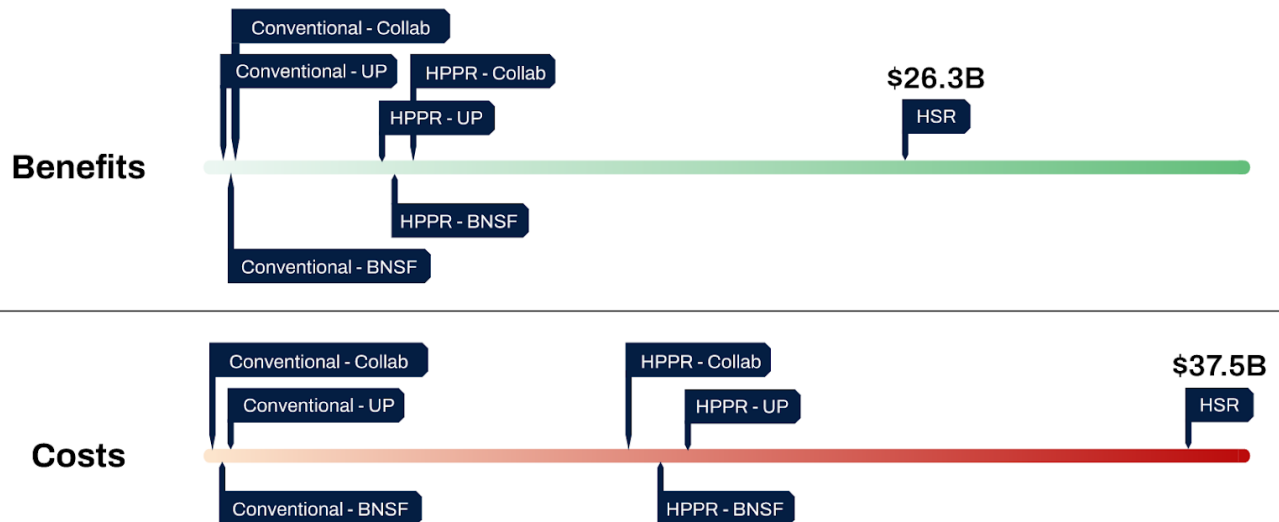 Conventional - Collab
Conventional - UP
HPPR - Collab
$26.3B
HPPR - UP
HSR
Benefits
HPPR - BNSF
Conventional - BNSF
Conventional - Collab
HPPR - Collab
$37.5B
Conventional - UP
HPPR - UP
HSR
Costs
Conventional - BNSF
HPPR - BNSF